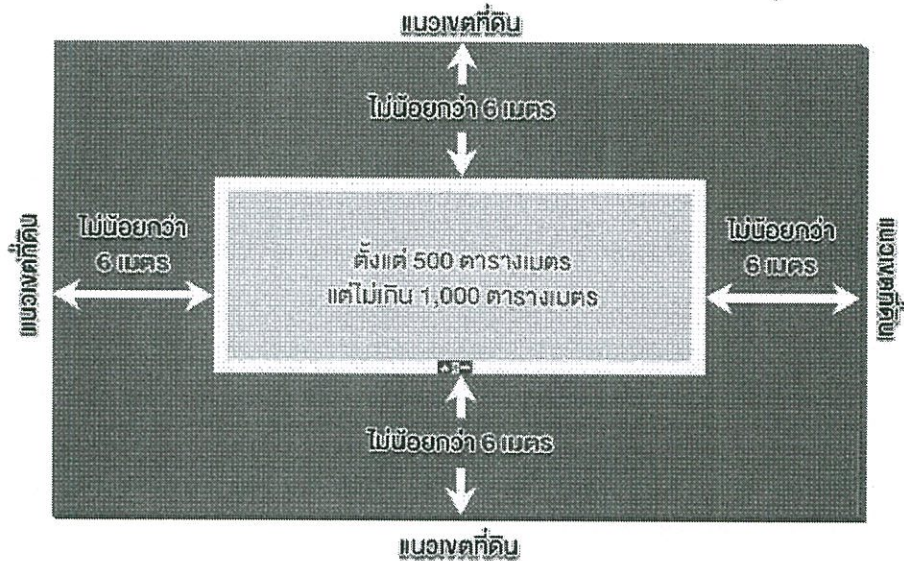 แนวเขตที่ดิน
ไม่น้อยกว่า 6 เมตร
แนวเขตที่ดิน
ไม่น้อยกว่า
6 เมตร
ตั้งแต่ 500 ตารางเมตร
แต่ไม่เกิน 1,000 ตารางเมตร
ไม่น้อยกว่า
6 เมตร
แนวเขตที่ดิน
ไม่น้อยกว่า 6 เมตร
แนวเขตที่ดิน